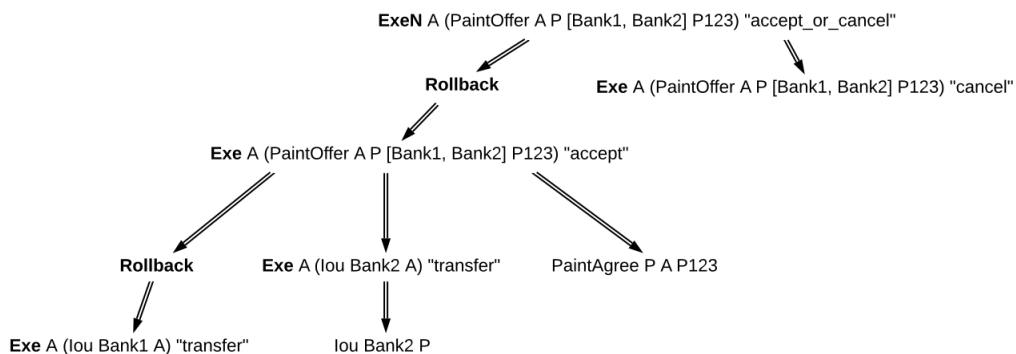 ExeN A (PaintOffer A P [Bank1, Bank2] P123) "accept_or_cancel"
Rollback
Exe A (PaintOffer A P [Bank1, Bank2] P123) "cancel"
Exe A (PaintOffer A P [Bank1, Bank2] P123) "accept"
Rollback
Exe A (Iou Bank2 A) "transfer"
PaintAgree P A P123
Exe A (Iou Bank1 A) "transfer"
Iou Bank2 P